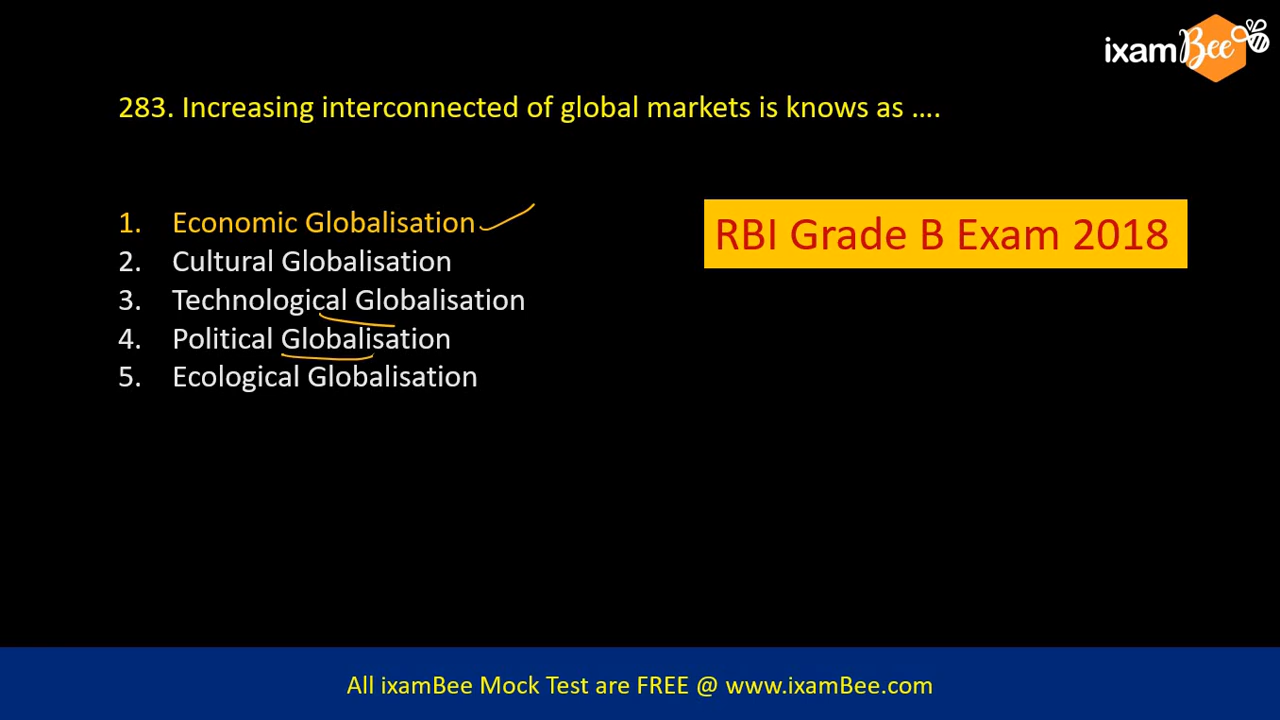 ixamBee
283. Increasing interconnected of global markets is knows as ....
1. Economic Globalisation
RBI Grade B Exam 2018
2. Cultural Globalisation
3. Technological Globalisation
4. Political Globalisation
5. Ecological Globalisation
All ixamBee Mock Test are FREE @ www.ixamBee.com